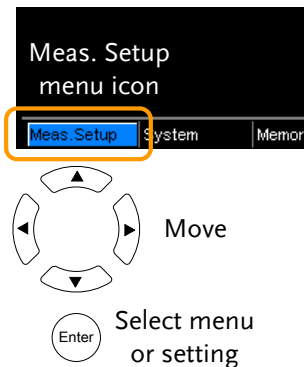 Meas. Setup
menu icon
Meas.Setup System Memor
Move
Enter
Select menu
or setting